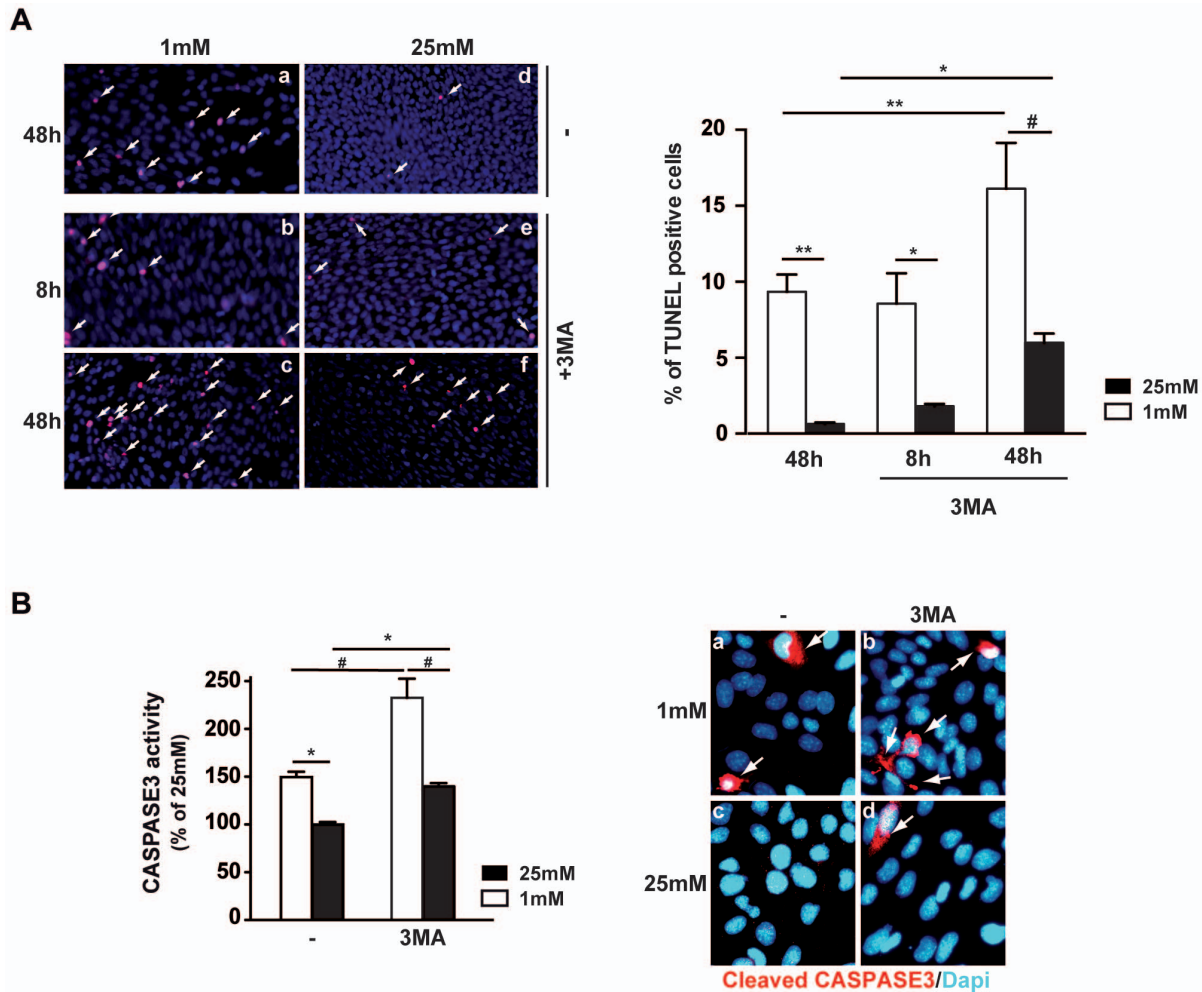 A
1mM 25mM
a d
48h
-
b e
8h
+3MA
c f
48h
*
** #
20
15
10
5
0
% of TUNEL positive cells
** *
25mM
1mM
48h 8h 48h
3MA
B
*
# #
250
200
150
100
50
0
CASPASE3 activity
(% of 25mM)
*
25mM
1mM
- 3MA
- 3MA
a b
1mM
c d
25mM
Cleaved CASPASE3/Dapi